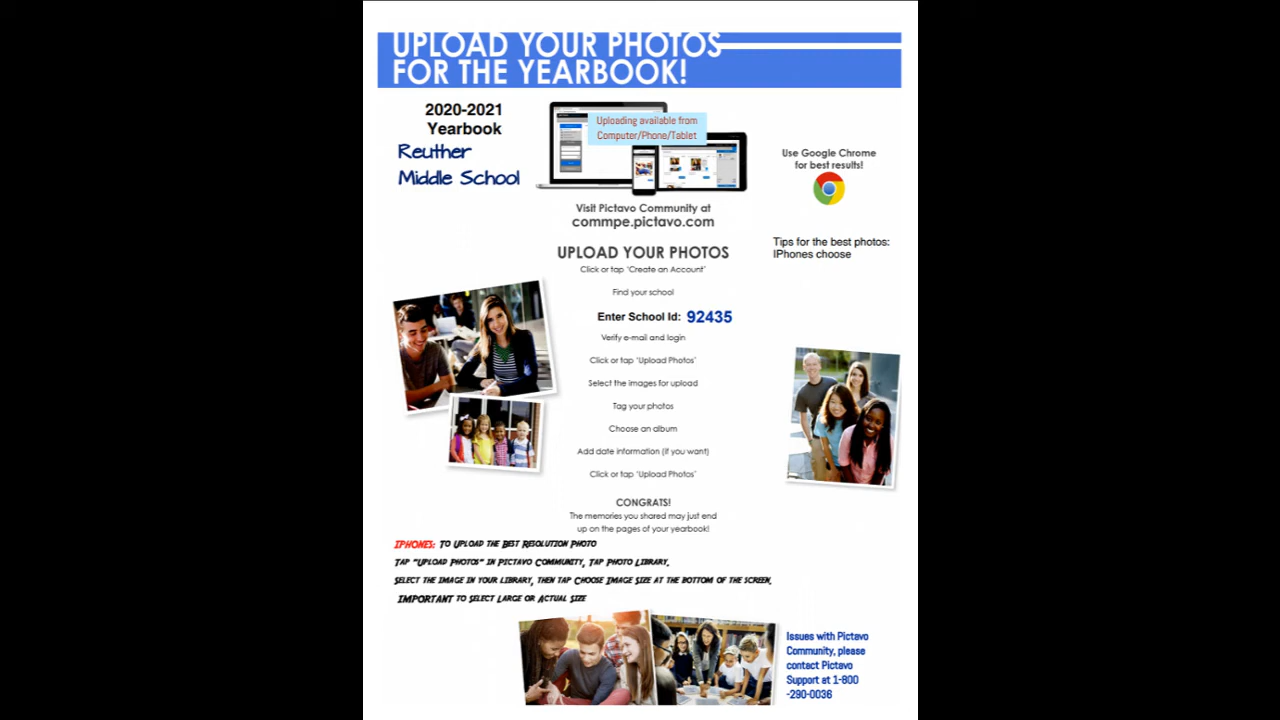 UPLOAD YOUR PHOTOS
FOR THE YEARBOOK!
2020-2021
Yearbook
Reuther
Middle School
Uploading available from
Computer/Phone/Tablet
Use Google Chrome
for best results!
Visit Pictavo Community at
commpe.pictavo.com
Tips for the best photos:
IPhones choose
UPLOAD YOUR PHOTOS
Click or tap "Create an Account"
Find your school
Enter School Id: 92435
Verify e-mail and login
Click or tap "Upload Photos"
Select the images for upload
Tag your photos
Choose an album
Add date information (if you want)
Click or tap "Upload Photos"
CONGRATS!
The memories you shared may just end
up on the pages of your yearbook!
IPHONES: TO UPLOAD THE BEST RESOLUTION PHOTO
TAP "UPLOAD PHOTOS" IN PICTAVO COMMUNITY, TAP PHOTO LIBRARY.
SELECT THE IMAGE IN YOUR LIBRARY, THEN TAP CHOOSE IMAGE SIZE AT THE BOTTOM OF THE SCREEN.
IMPORTANT TO SELECT LARGE OR ACTUAL SIZE
Issues with Pictavo
Community, please
contact Pictavo
Support at 1-800
-290-0036